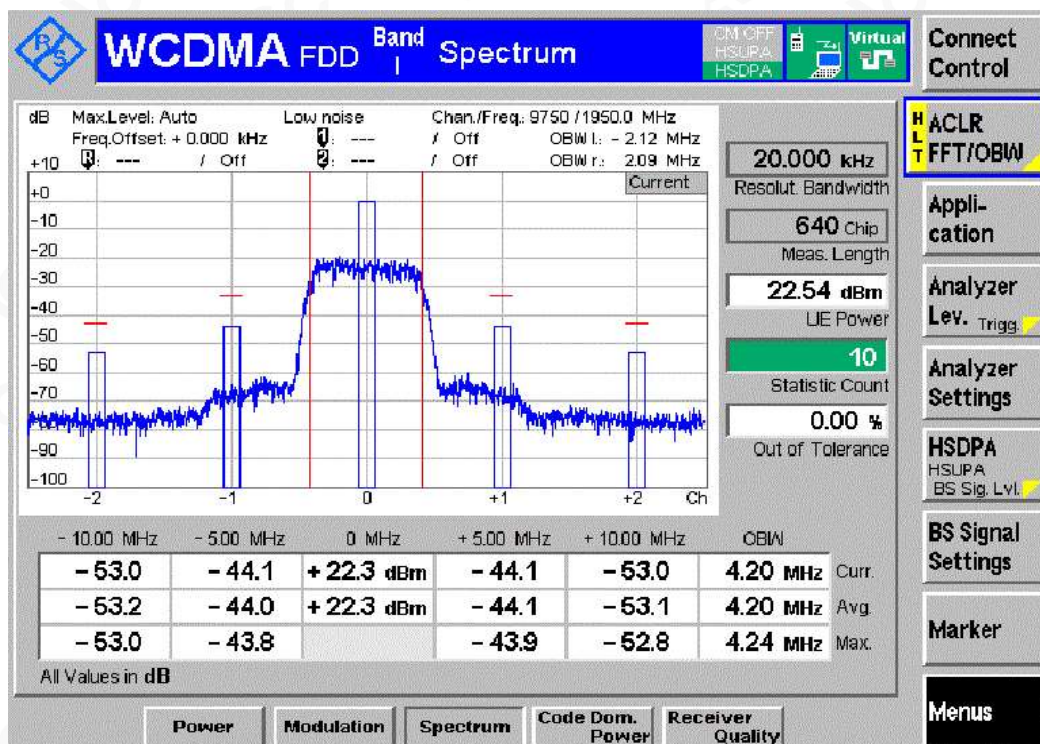 R S
WCDMA FDD Band I Spectrum
CM OFF
HSUPA
HSDPA
Virtual
Connect Control
dB Max.Level: Auto Low noise Chan./Freq.: 9750 / 1950.0 MHz
Freq.Offset: + 0.000 kHz 1: --- / Off OBW l.: - 2.12 MHz
R: --- / Off 2: --- / Off OBW r.: 2.09 MHz
Current
+10
+0
-10
-20
-30
-40
-50
-60
-70
-90
-100
-2 -1 0 +1 +2 Ch
20.000 kHz
Resolut. Bandwidth
640 Chip
Meas. Length
22.54 dBm
UE Power
10
Statistic Count
0.00 %
Out of Tolerance
- 10.00 MHz - 5.00 MHz 0 MHz + 5.00 MHz + 10.00 MHz OBW
- 53.0 - 44.1 + 22.3 dBm - 44.1 - 53.0 4.20 MHz Curr.
- 53.2 - 44.0 + 22.3 dBm - 44.1 - 53.1 4.20 MHz Avg.
- 53.0 - 43.8 - 43.9 - 52.8 4.24 MHz Max.
All Values in dB
HLT
ACLR
FFT/OBW
Appli-
cation
Analyzer
Lev. Trigg.
Analyzer
Settings
HSDPA
HSUPA
BS Sig. Lvl.
BS Signal
Settings
Marker
Menus
Power
Modulation
Spectrum
Code Dom.
Power
Receiver
Quality